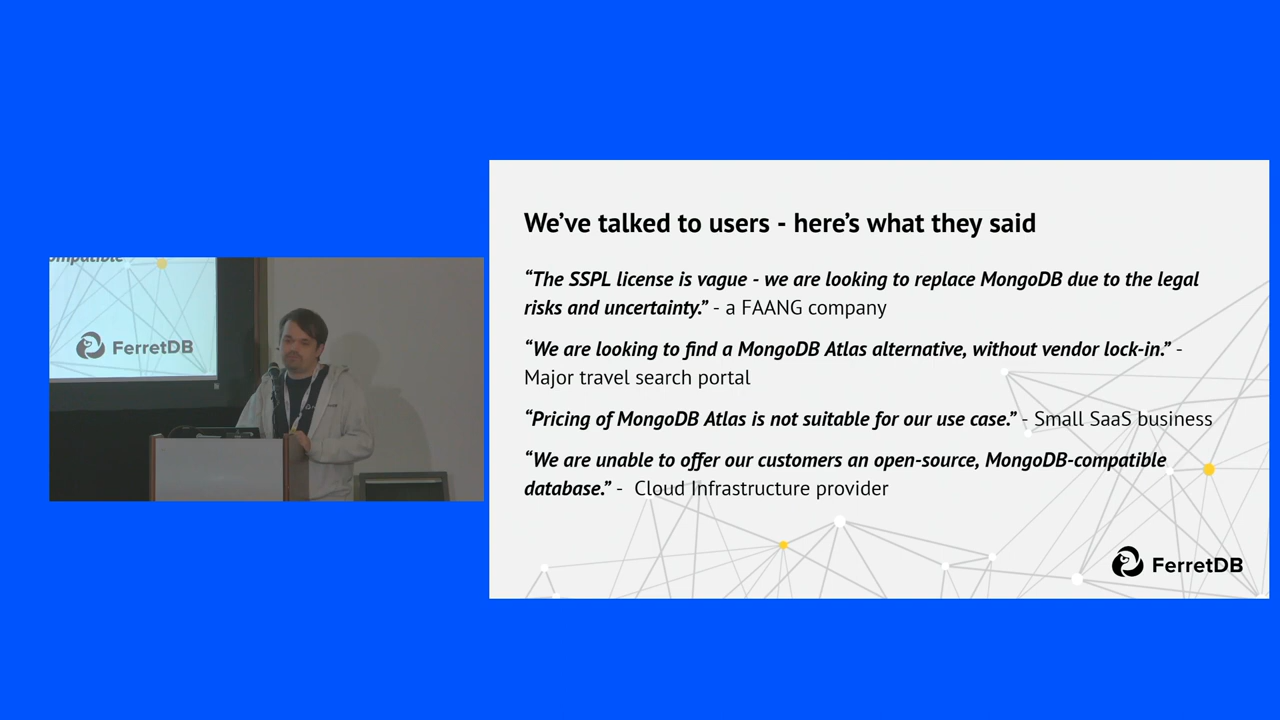 ompatible
FerretDB
We've talked to users - here's what they said
“The SSPL license is vague - we are looking to replace MongoDB due to the legal
risks and uncertainty.” - a FAANG company
“We are looking to find a MongoDB Atlas alternative, without vendor lock-in.” -
Major travel search portal
“Pricing of MongoDB Atlas is not suitable for our use case.” - Small SaaS business
“We are unable to offer our customers an open-source, MongoDB-compatible
database.” - Cloud Infrastructure provider
FerretDB